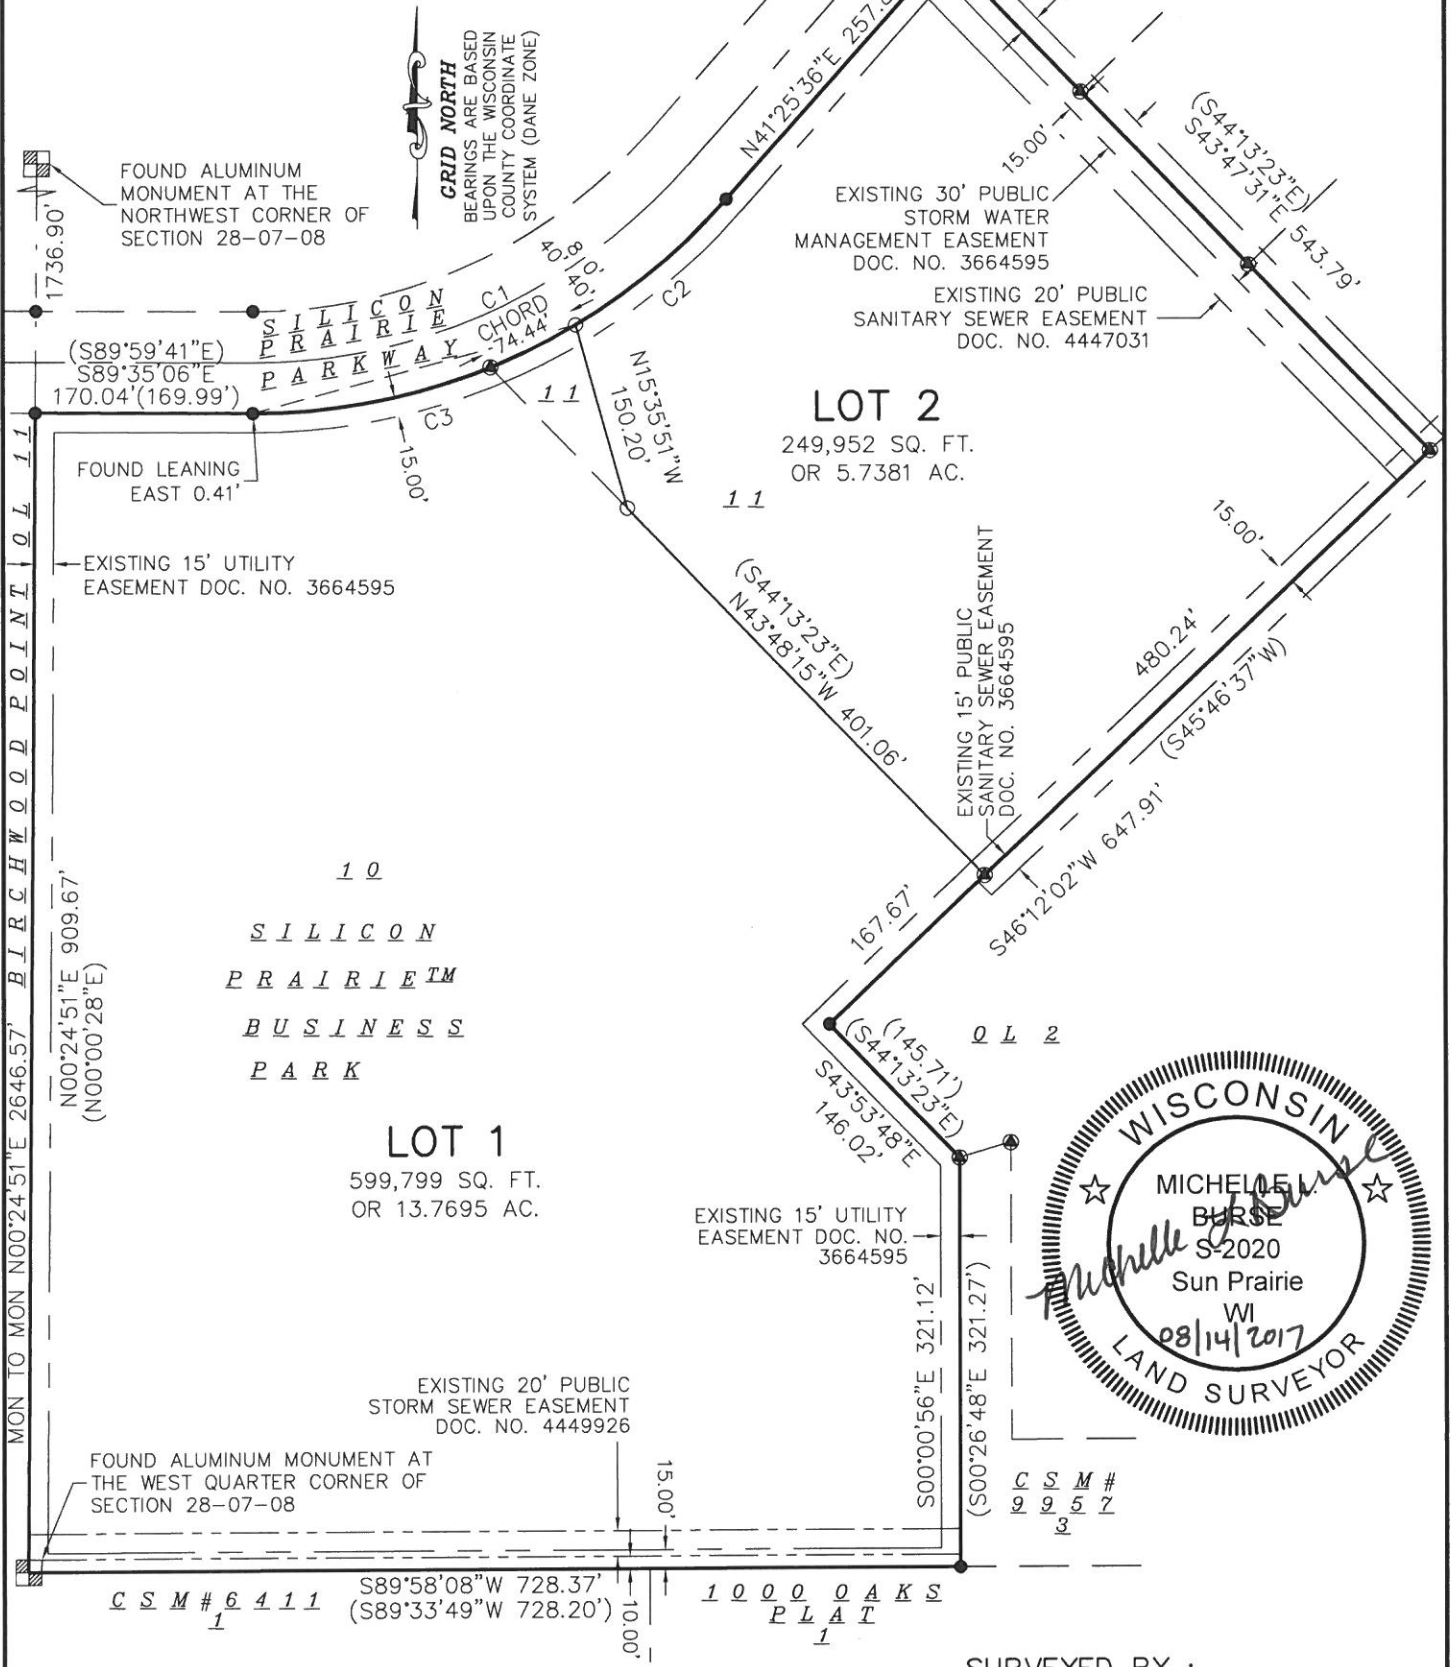 GRID NORTH
BEARINGS ARE BASED
UPON THE WISCONSIN
COUNTY COORDINATE
SYSTEM (DANE ZONE)
FOUND ALUMINUM
MONUMENT AT THE
NORTHWEST CORNER OF
SECTION 28-07-08
1736.90'
N41°25'36"E
15.00'
(S44°13'23"E)
S43°47'31"E 543.79'
EXISTING 30' PUBLIC
STORM WATER
MANAGEMENT EASEMENT
DOC. NO. 3664595
EXISTING 20' PUBLIC
SANITARY SEWER EASEMENT
DOC. NO. 4447031
SILICON
PRAIRIE
PARKWAY
C1
CHORD
74.44'
80'
40' 40'
C2
C3
(S89°59'41"E)
S89°35'06"E
170.04'(169.99')
11
FOUND LEANING
EAST 0.41'
15.00'
N15°35'51"W
150.20'
LOT 2
249,952 SQ. FT.
OR 5.7381 AC.
11
EXISTING 15' UTILITY
EASEMENT DOC. NO. 3664595
15.00'
(S44°13'23"E)
N43°48'15"W 401.06'
EXISTING 15' PUBLIC
SANITARY SEWER EASEMENT
DOC. NO. 3664595
480.24'
(S45°46'37"W)
S46°12'02"W 647.91'
167.67'
BIRCHWOOD POINT OL 11
MON TO MON N00°24'51"E 2646.57'
N00°24'51"E 909.67'
(N00°00'28"E)
10
SILICON
PRAIRIE™
BUSINESS
PARK
LOT 1
599,799 SQ. FT.
OR 13.7695 AC.
(145.71')
(S44°13'23"E)
S43°53'48"E
146.02'
OL 2
EXISTING 15' UTILITY
EASEMENT DOC. NO.
3664595
S00°00'56"E 321.12'
(S00°26'48"E 321.27')
WISCONSIN
MICHELLE L.
BURSE
S-2020
Sun Prairie
WI
08/14/2017
LAND SURVEYOR
Michelle L Burse
EXISTING 20' PUBLIC
STORM SEWER EASEMENT
DOC. NO. 4449926
FOUND ALUMINUM MONUMENT AT
THE WEST QUARTER CORNER OF
SECTION 28-07-08
15.00'
CSM#
9957
3
CSM#6411
1
S89°58'08"W 728.37'
(S89°33'49"W 728.20')
10.00'
1000 OAKS
PLAT
1
SURVEYED BY :